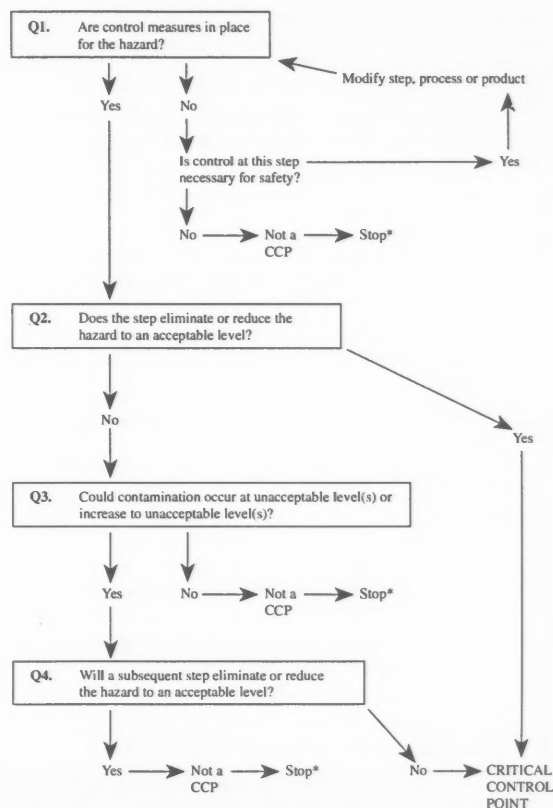 Q1. Are control measures in place
for the hazard?
Modify step, process or product
Yes
No
Is control at this step
necessary for safety?
Yes
No
Not a
CCP
Stop*
Q2. Does the step eliminate or reduce the
hazard to an acceptable level?
No
Yes
Q3. Could contamination occur at unacceptable level(s) or
increase to unacceptable level(s)?
Yes
No
Not a
CCP
Stop*
Q4. Will a subsequent step eliminate or reduce
the hazard to an acceptable level?
Yes
Not a
CCP
Stop*
No
CRITICAL
CONTROL
POINT